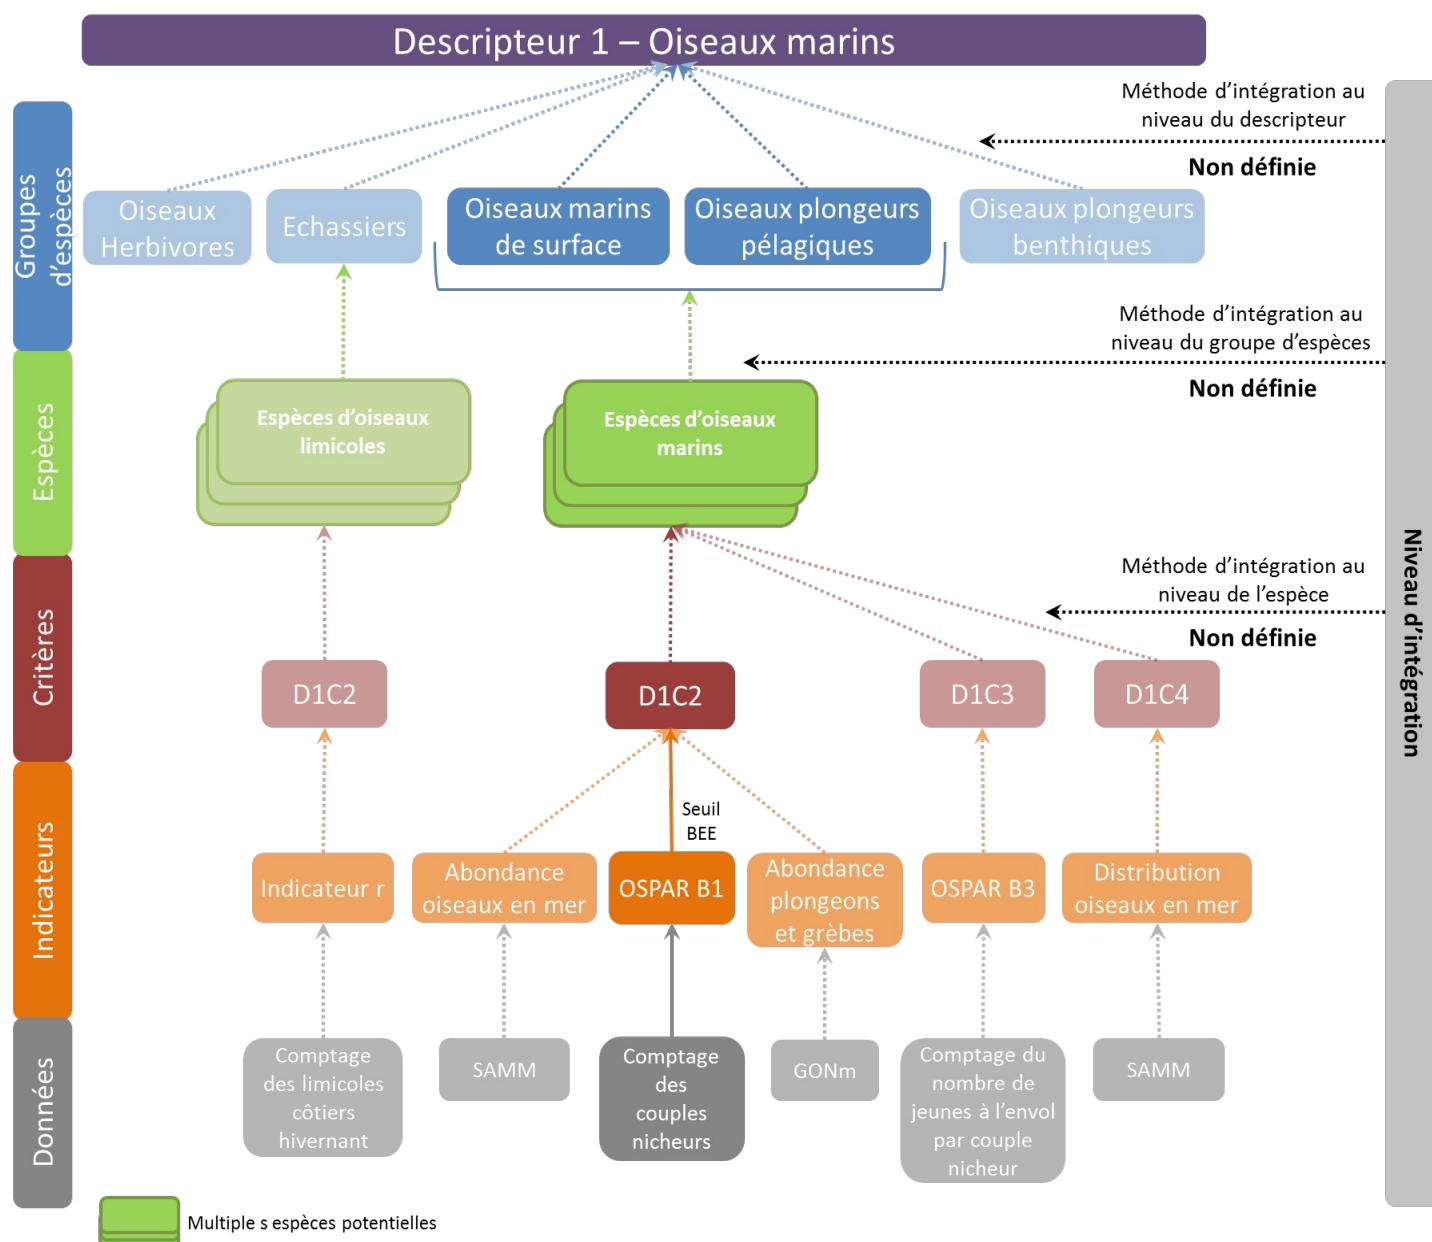 Descripteur 1 – Oiseaux marins
Méthode d'intégration au
niveau du descripteur
Non définie
Groupes
d'espèces
Oiseaux
Herbivores
Echassiers
Oiseaux marins
de surface
Oiseaux plongeurs
pélagiques
Oiseaux plongeurs
benthiques
Méthode d'intégration au
niveau du groupe d'espèces
Non définie
Espèces
Espèces d'oiseaux
limicoles
Espèces d'oiseaux
marins
Niveau d'intégration
Méthode d'intégration au
niveau de l'espèce
Non définie
Critères
D1C2
D1C2
D1C3
D1C4
Seuil
BEE
Indicateurs
Indicateur r
Abondance
oiseaux en mer
OSPAR B1
Abondance
plongeons
et grèbes
OSPAR B3
Distribution
oiseaux en mer
Données
Comptage
des limicoles
côtiers
hivernant
SAMM
Comptage
des
couples
nicheurs
GONm
Comptage du
nombre de
jeunes à l'envol
par couple
nicheur
SAMM
Multiple s espèces potentielles